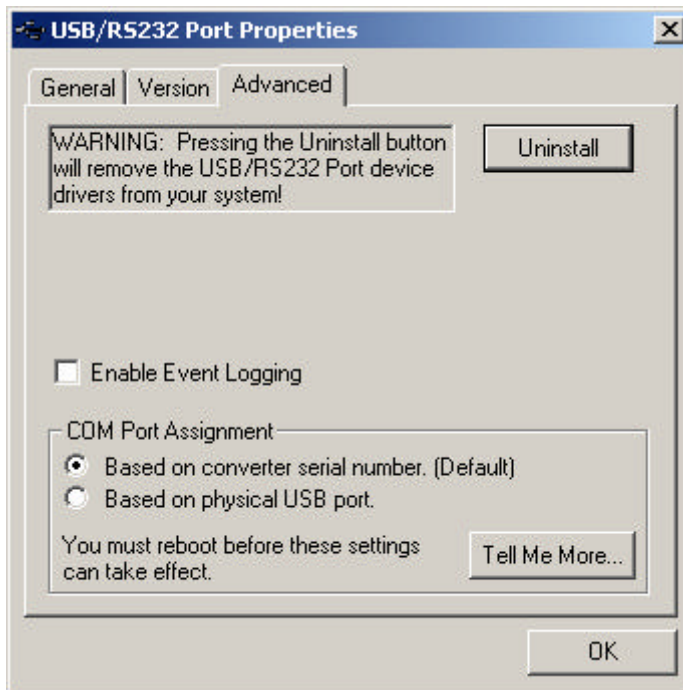 USB/RS232 Port Properties
General Version Advanced
WARNING: Pressing the Uninstall button
will remove the USB/RS232 Port device
drivers from your system!
Uninstall
Enable Event Logging
COM Port Assignment
Based on converter serial number. (Default)
Based on physical USB port.
You must reboot before these settings
can take effect.
Tell Me More...
OK